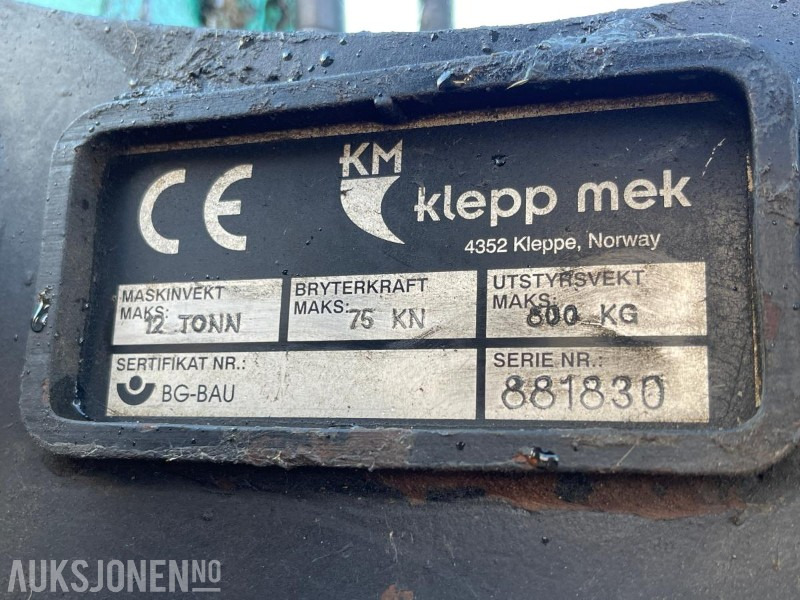 CE
KM
klepp mek
4352 Kleppe, Norway
MASKINVEKT
MAKS: 12 TONN
BRYTERKRAFT
MAKS: 75 KN
UTSTYRSVEKT
MAKS: 800 KG
SERTIFIKAT NR.:
BG-BAU
SERIE NR.:
881830
AUKSJONEN.NO